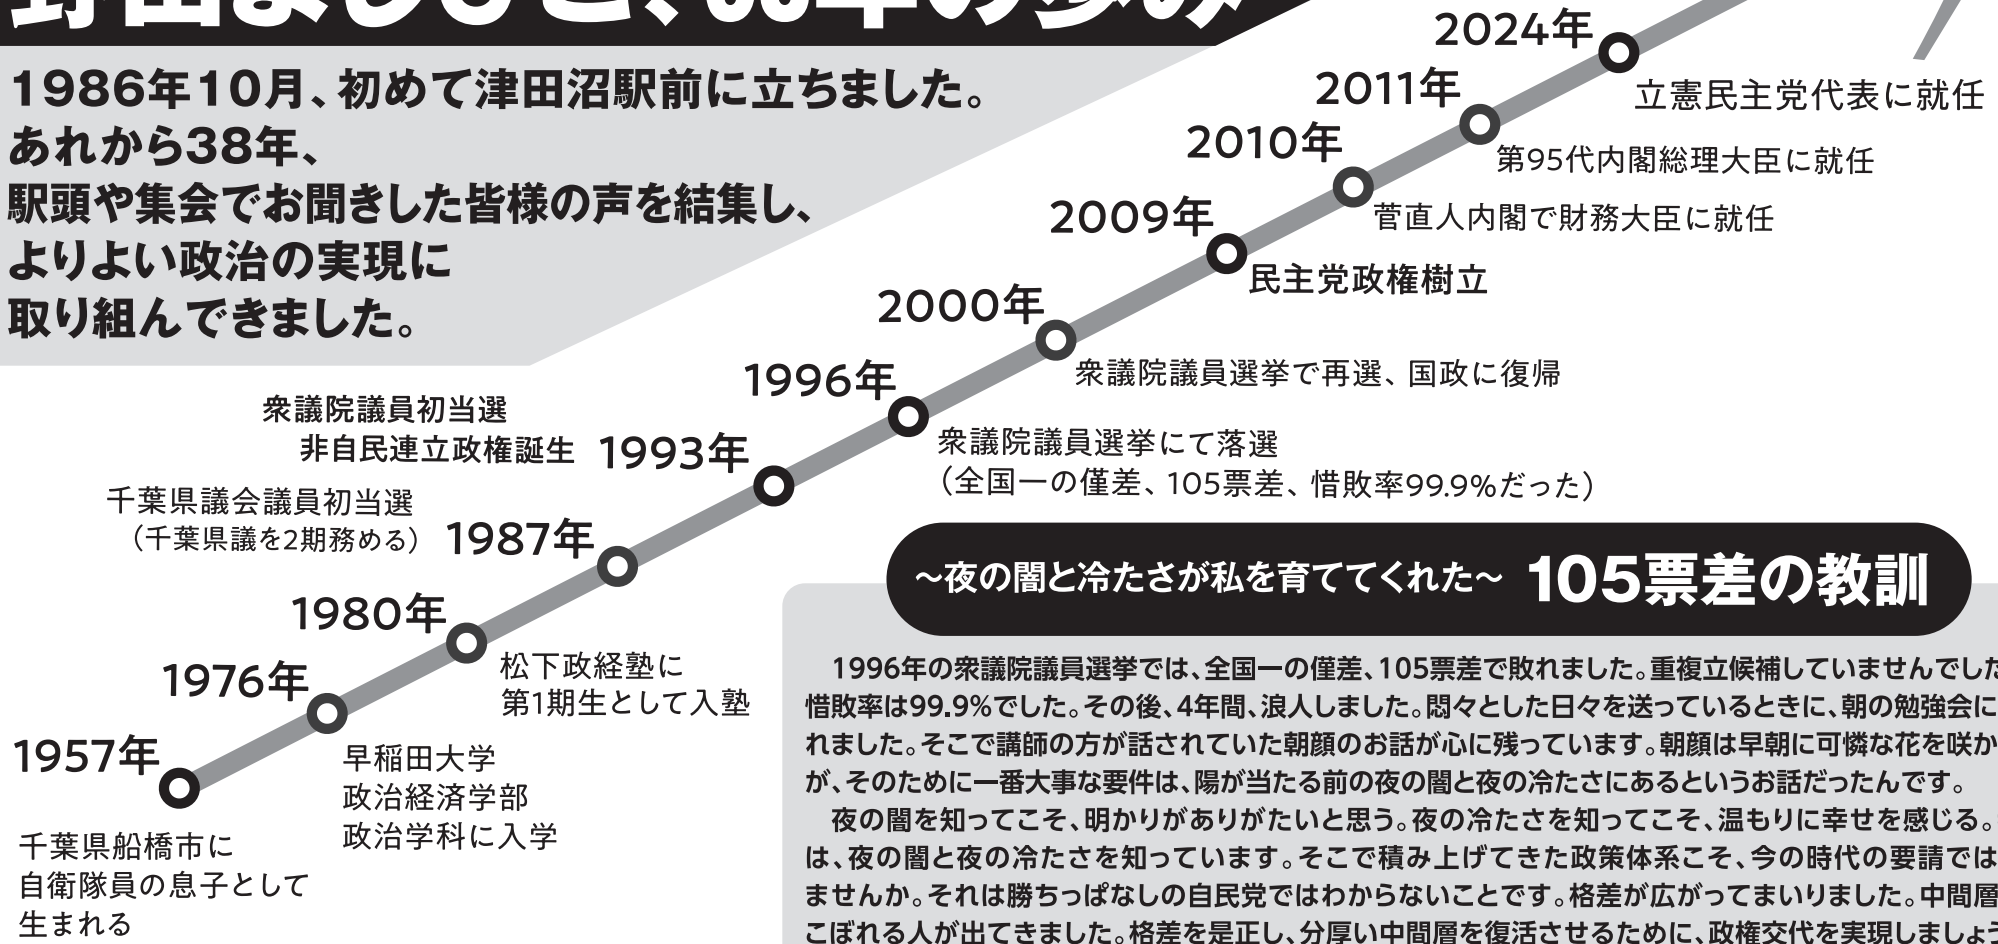 野田よしひこ、38年の歩み
1986年10月、初めて津田沼駅前に立ちました。
あれから38年、
駅頭や集会でお聞きした皆様の声を結集し、
よりよい政治の実現に
取り組んできました。
2024年
立憲民主党代表に就任
2011年
第95代内閣総理大臣に就任
2010年
菅直人内閣で財務大臣に就任
2009年
民主党政権樹立
2000年
衆議院議員選挙で再選、国政に復帰
1996年
衆議院議員選挙にて落選
（全国一の僅差、105票差、惜敗率99.9%だった）
衆議院議員初当選
非自民連立政権誕生
1993年
千葉県議会議員初当選
（千葉県議を2期務める）
1987年
1980年
松下政経塾に
第1期生として入塾
1976年
早稲田大学
政治経済学部
政治学科に入学
1957年
千葉県船橋市に
自衛隊員の息子として
生まれる
～夜の闇と冷たさが私を育ててくれた～ 105票差の教訓
1996年の衆議院議員選挙では、全国一の僅差、105票差で敗れました。重複立候補していませんでした
惜敗率は99.9%でした。その後、4年間、浪人しました。悶々とした日々を送っているときに、朝の勉強会に
れました。そこで講師の方が話されていた朝顔のお話が心に残っています。朝顔は早朝に可憐な花を咲か
が、そのために一番大事な要件は、陽が当たる前の夜の闇と夜の冷たさにあるというお話だったんです。
夜の闇を知ってこそ、明かりがありがたいと思う。夜の冷たさを知ってこそ、温もりに幸せを感じる。
は、夜の闇と夜の冷たさを知っています。そこで積み上げてきた政策体系こそ、今の時代の要請では
ませんか。それは勝ちっぱなしの自民党ではわからないことです。格差が広がってまいりました。中間層
こぼれる人が出てきました。格差を是正し、分厚い中間層を復活させるために、政権交代を実現しましょう